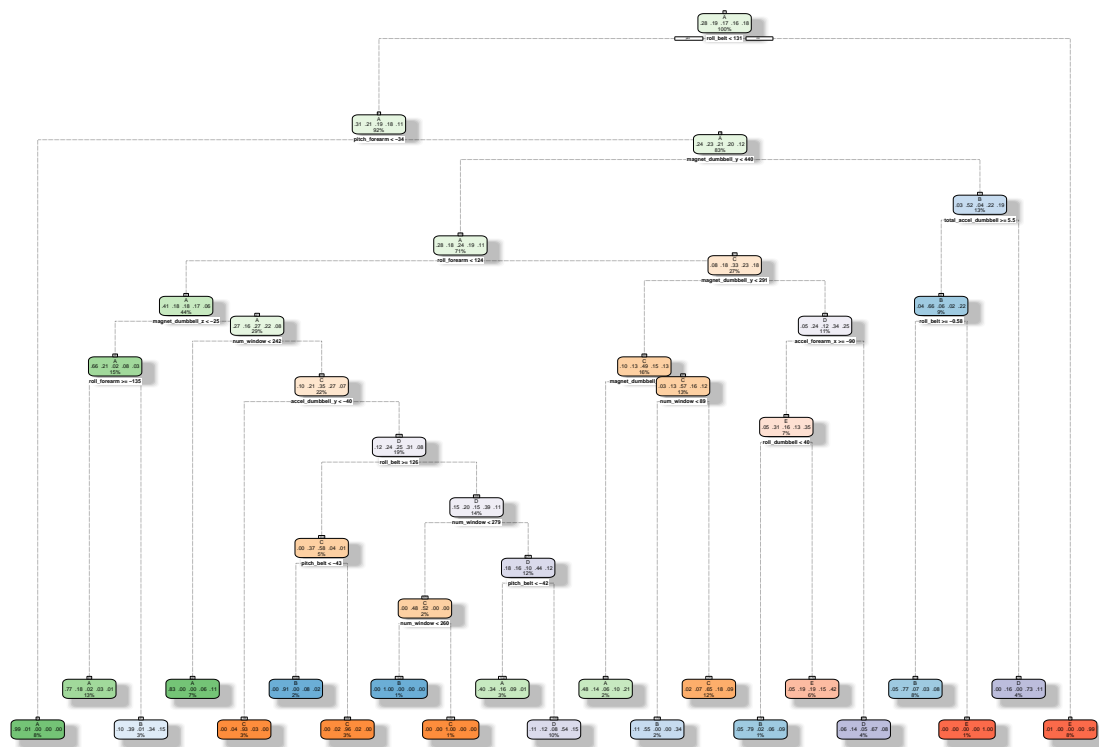 A
.28 .19 .17 .16 .18
100%
roll_belt < 131
A
.31 .21 .19 .18 .11
92%
pitch_forearm < −34
A
.24 .23 .21 .20 .12
83%
magnet_dumbbell_y < 440
B
.03 .52 .04 .22 .19
13%
total_accel_dumbbell >= 5.5
A
.28 .18 .24 .19 .11
71%
roll_forearm < 124
C
.08 .18 .33 .23 .18
27%
magnet_dumbbell_y < 291
A
.41 .18 .18 .17 .06
44%
magnet_dumbbell_z < −25
B
.04 .66 .06 .02 .22
9%
roll_belt >= −0.58
A
.27 .16 .27 .22 .08
29%
num_window < 242
D
.05 .24 .12 .34 .25
11%
accel_forearm_x >= −90
A
.21 .02 .08 .03
15%
roll_forearm >= −135
C
.10 .13 .49 .15 .13
16%
magnet_dumbbell
C
.10 .21 .35 .27 .07
22%
accel_dumbbell_y < −40
C
.03 .13 .57 .16 .12
13%
num_window < 89
E
.05 .31 .16 .13 .35
7%
roll_dumbbell < 40
D
.12 .24 .25 .31 .08
19%
roll_belt >= 126
D
.15 .20 .15 .39 .11
14%
num_window < 279
C
.00 .37 .58 .04 .01
5%
pitch_belt < −43
D
.18 .16 .10 .44 .12
12%
pitch_belt < −42
C
.00 .48 .52 .00 .00
2%
num_window < 260
A
.77 .18 .02 .03 .01
13%
A
.83 .00 .00 .06 .11
7%
B
.00 .91 .00 .08 .02
2%
B
.00 1.00 .00 .00 .00
1%
A
.40 .34 .16 .09 .01
3%
A
.48 .14 .06 .10 .21
2%
C
.02 .07 .65 .18 .09
12%
E
.05 .19 .19 .15 .42
6%
B
.05 .77 .07 .03 .08
8%
D
.00 .16 .00 .73 .11
4%
A
.99 .01 .00 .00 .00
8%
B
.10 .39 .01 .34 .15
3%
C
.00 .04 .93 .03 .00
3%
C
.00 .02 .96 .02 .00
3%
C
.00 .00 1.00 .00 .00
1%
D
.11 .12 .08 .54 .15
10%
B
.11 .55 .00 .00 .34
2%
B
.05 .79 .02 .06 .09
1%
D
.06 .14 .05 .67 .08
4%
E
.00 .00 .00 .00 1.00
1%
E
.01 .00 .00 .00 .99
8%